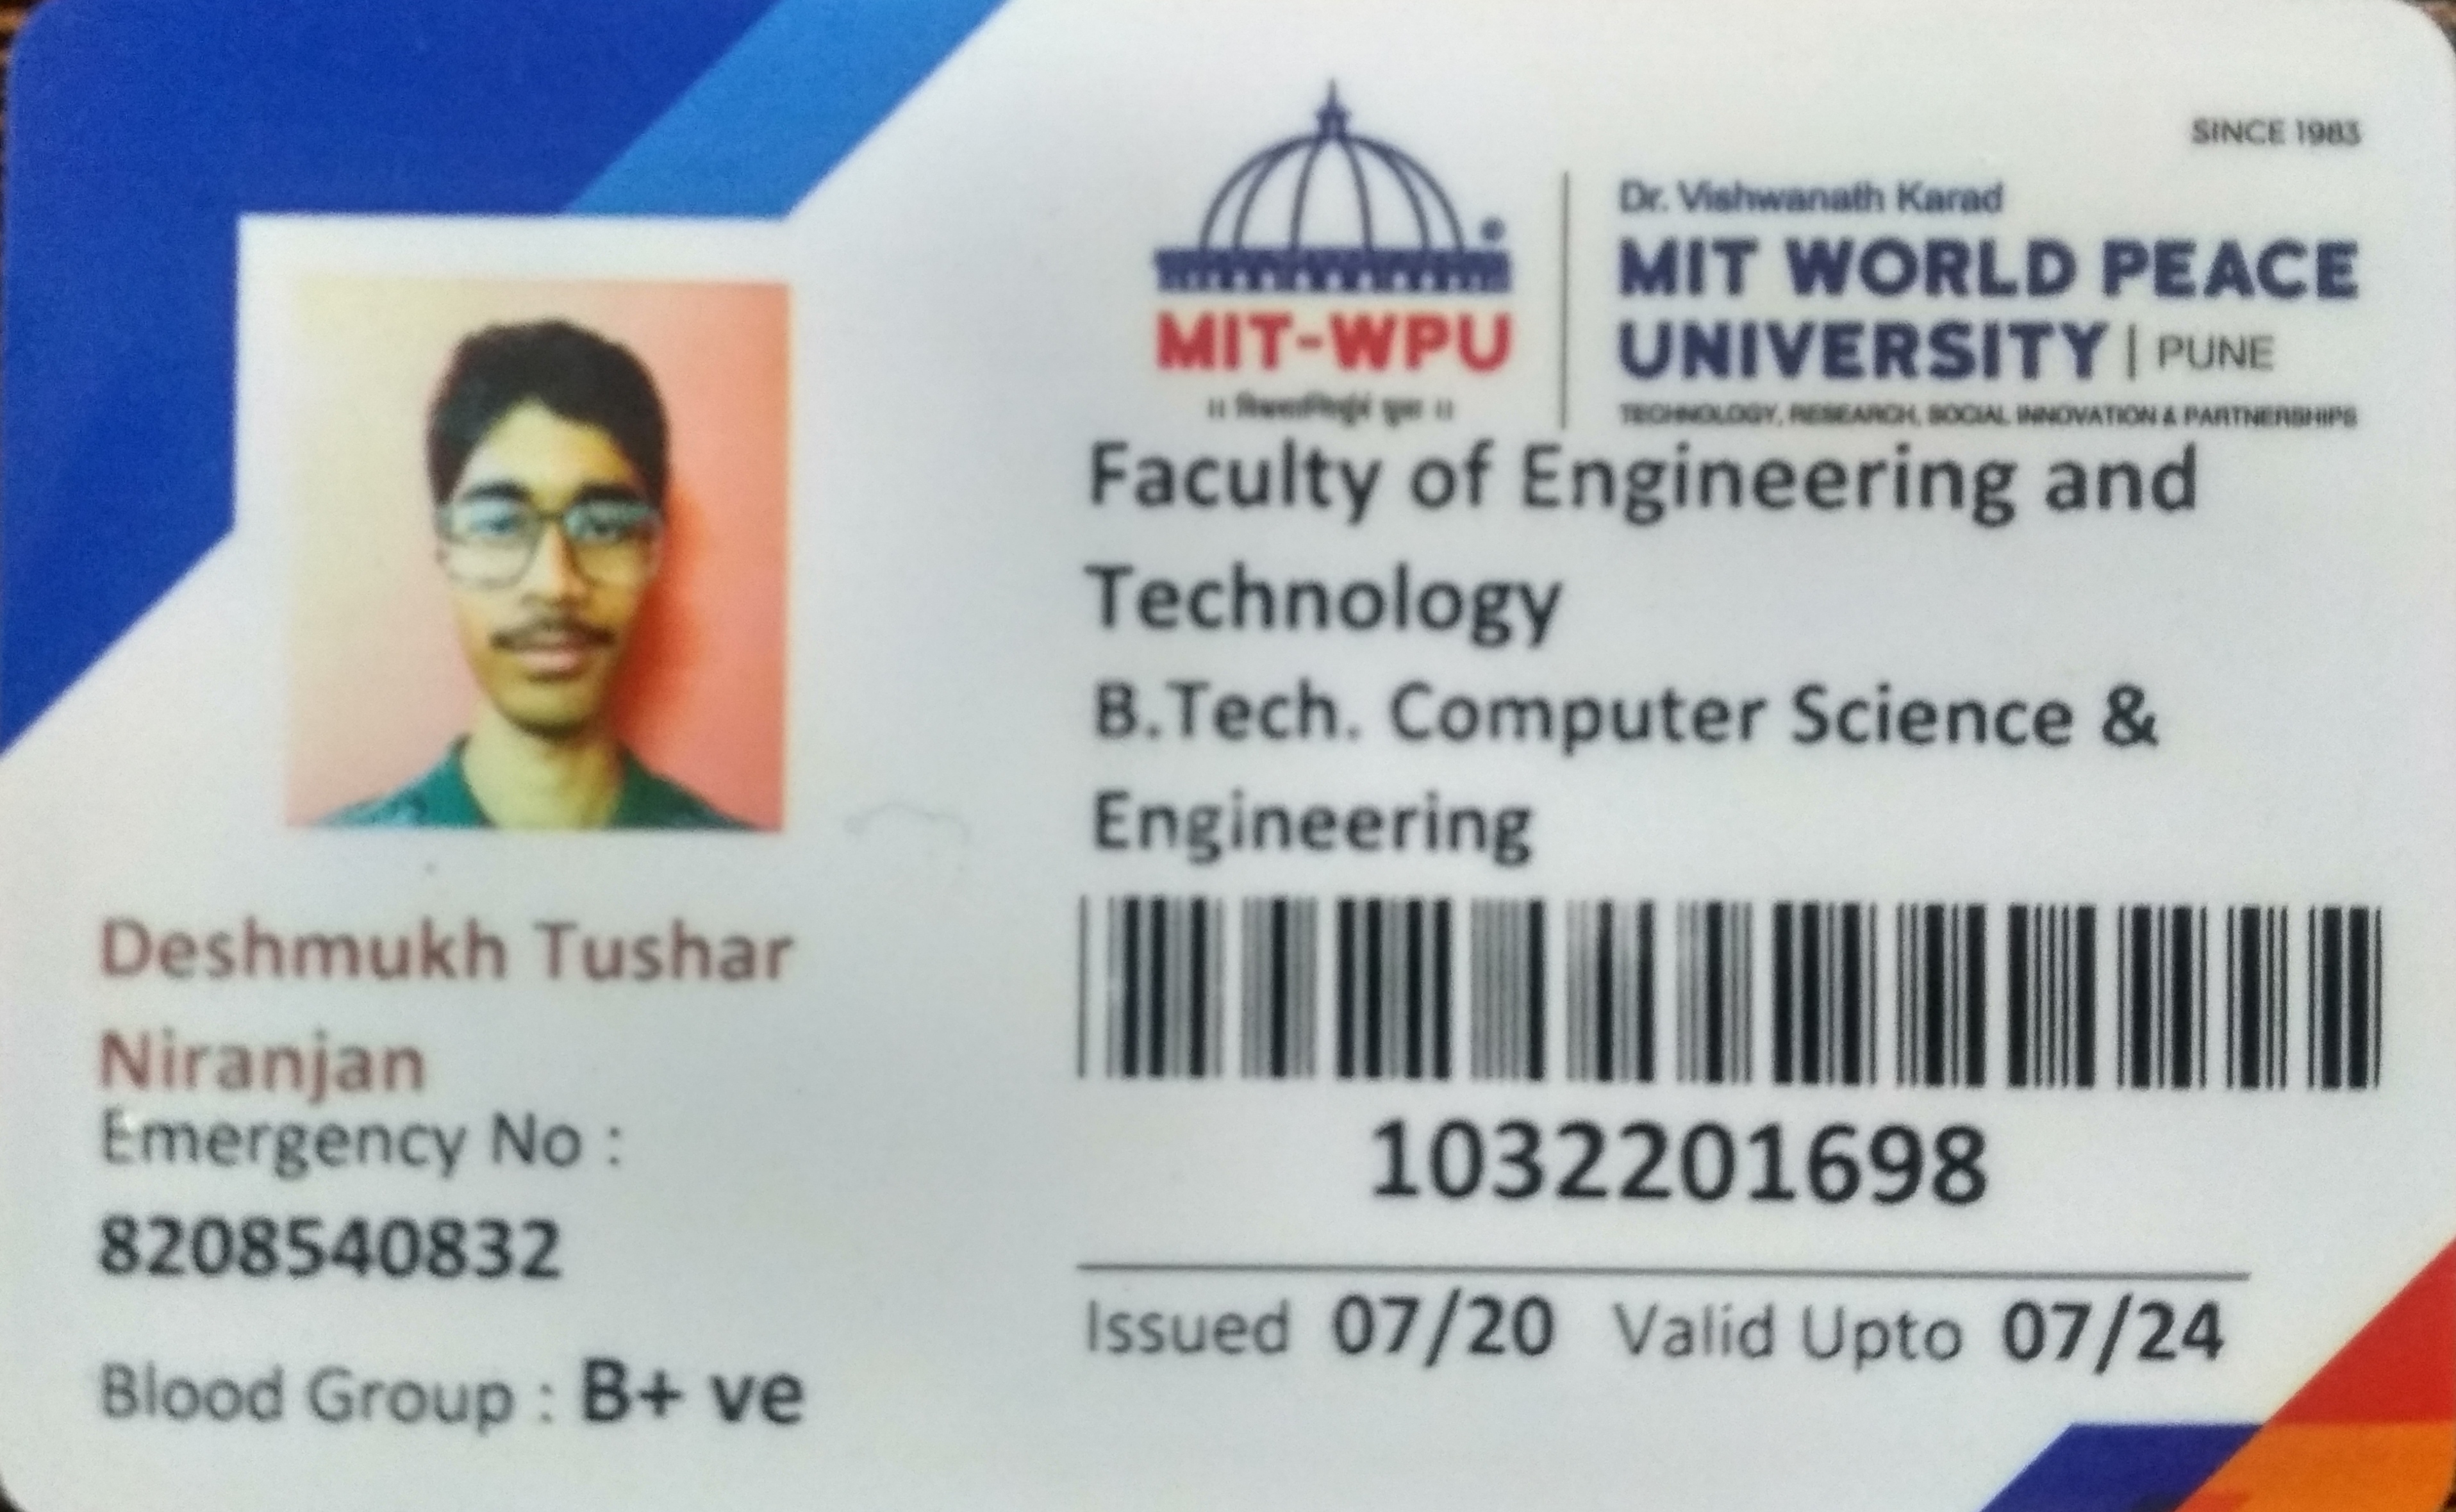 SINCE 1983
Dr. Vishwanath Karad
MIT WORLD PEACE
UNIVERSITY | PUNE
TECHNOLOGY, RESEARCH, SOCIAL INNOVATION & PARTNERSHIPS
MIT-WPU
Faculty of Engineering and
Technology
B.Tech. Computer Science &
Engineering
1032201698
Issued 07/20 Valid Upto 07/24
Deshmukh Tushar
Niranjan
Emergency No :
8208540832
Blood Group : B+ ve